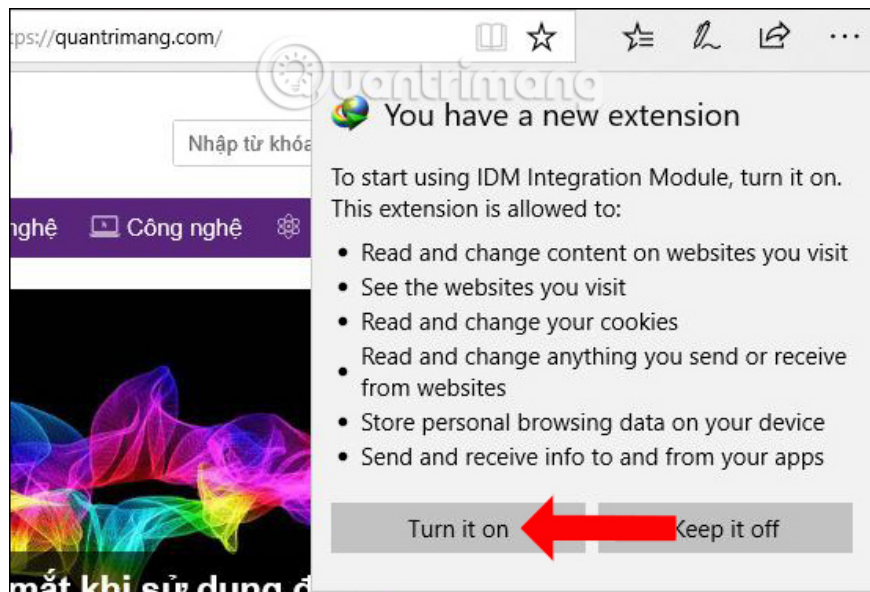 tps://quantrimang.com/
Quantrimang
You have a new extension
Nhập từ khóa
To start using IDM Integration Module, turn it on.
This extension is allowed to:
nghệ Công nghệ
• Read and change content on websites you visit
• See the websites you visit
• Read and change your cookies
• Read and change anything you send or receive
from websites
• Store personal browsing data on your device
• Send and receive info to and from your apps
Turn it on Keep it off
mắt khi sử dụng đ